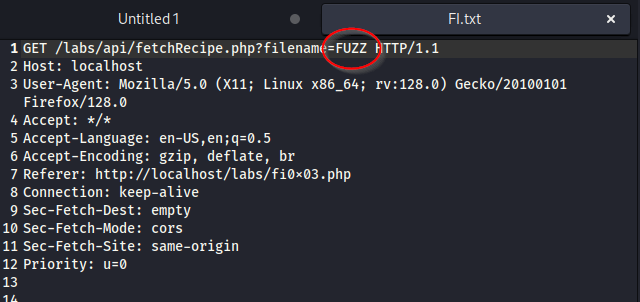 Untitled 1
FI.txt
1 GET /labs/api/fetchRecipe.php?filename=FUZZ HTTP/1.1
2 Host: localhost
3 User-Agent: Mozilla/5.0 (X11; Linux x86_64; rv:128.0) Gecko/20100101
Firefox/128.0
4 Accept: */*
5 Accept-Language: en-US,en;q=0.5
6 Accept-Encoding: gzip, deflate, br
7 Referer: http://localhost/labs/fi0×03.php
8 Connection: keep-alive
9 Sec-Fetch-Dest: empty
10 Sec-Fetch-Mode: cors
11 Sec-Fetch-Site: same-origin
12 Priority: u=0
13
14